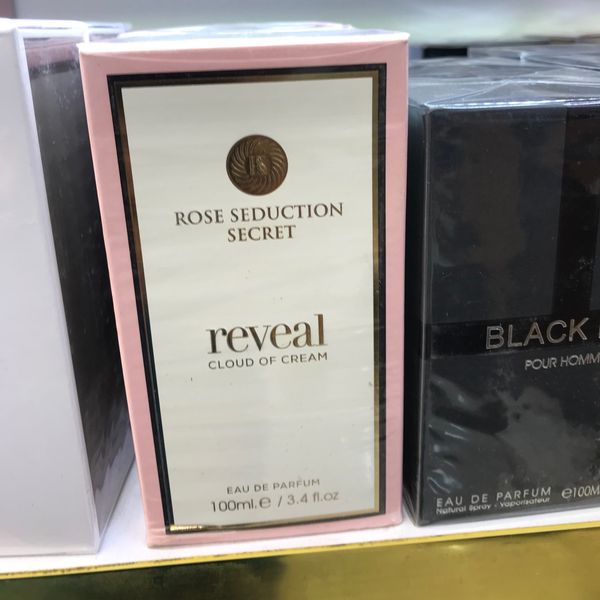 ROSE SEDUCTION
SECRET
reveal
CLOUD OF CREAM
EAU DE PARFUM
100ml.e / 3.4 fl.oz
BLACK
POUR HOMM
EAU DE PARFUM e100M
Natural Spray - Vaporisateur